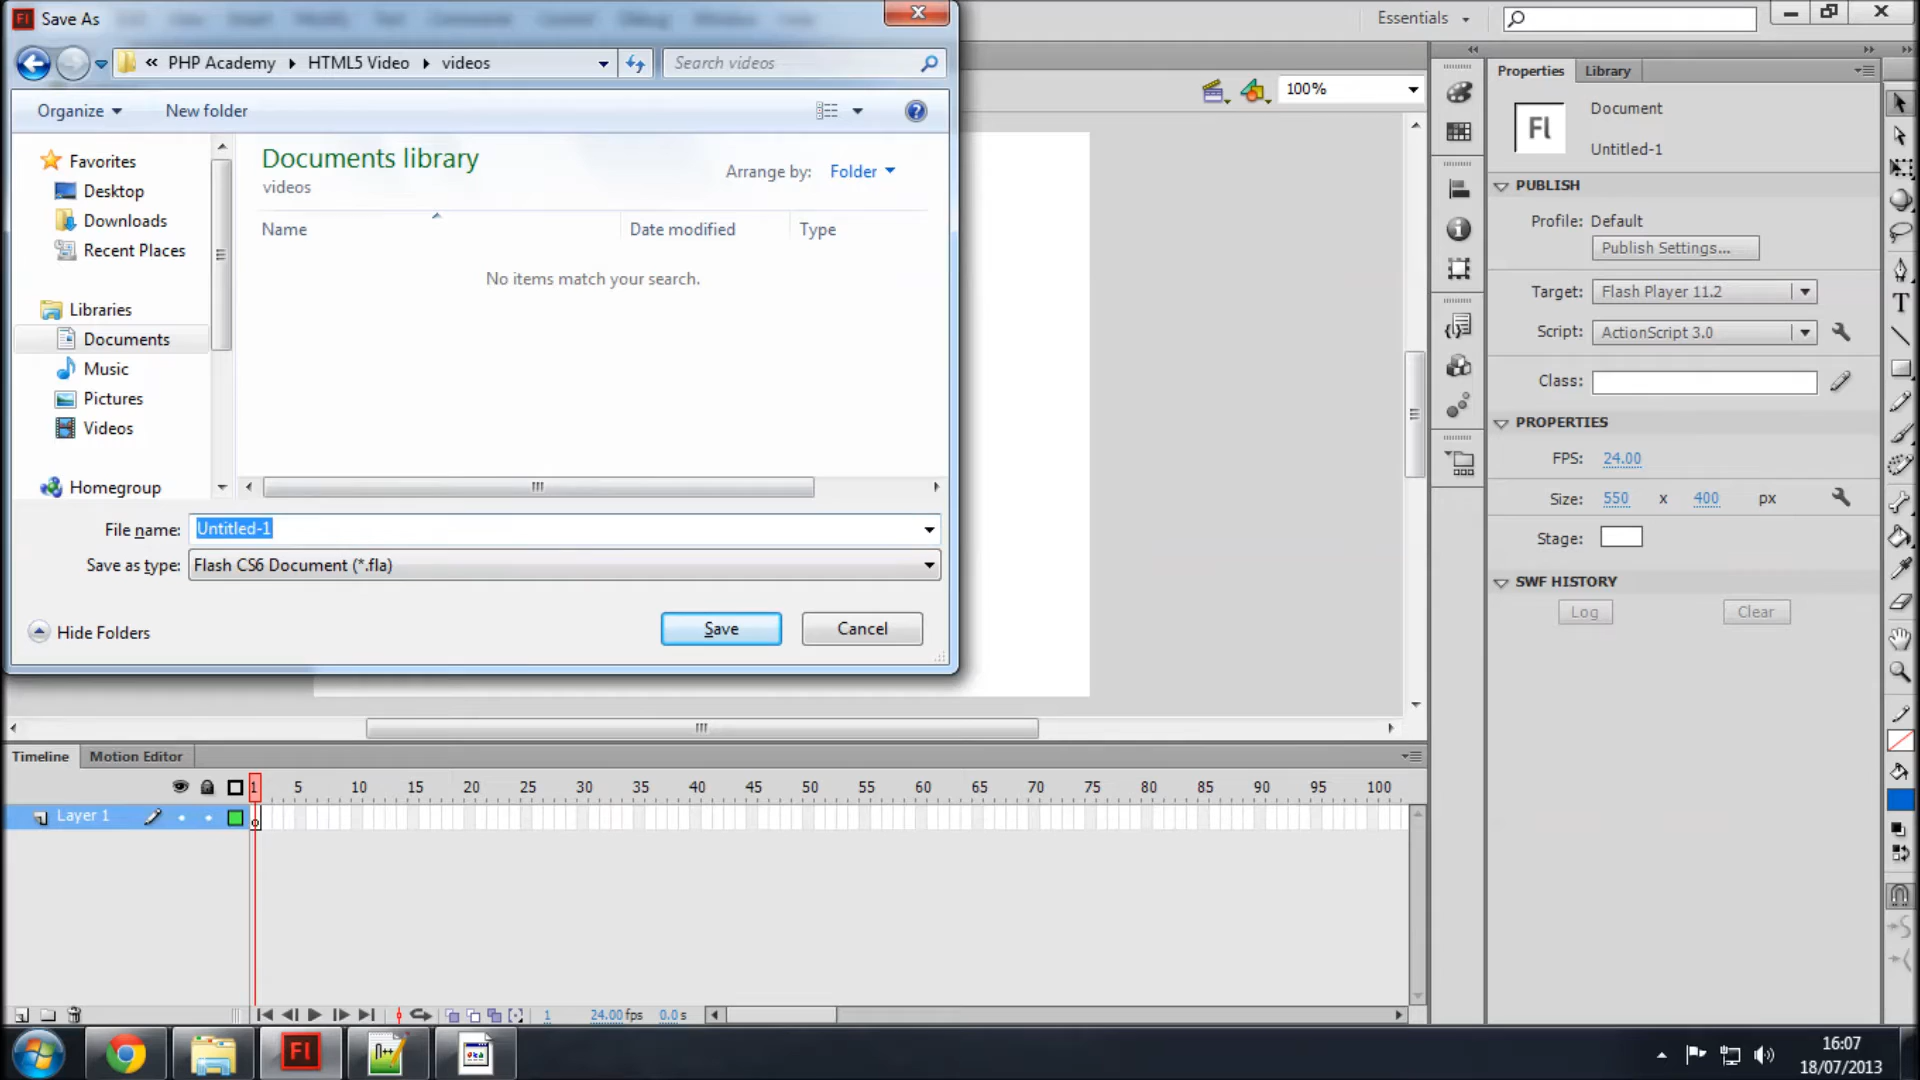 Fl Save As
« PHP Academy HTML5 Video videos
Search videos
Organize
New folder
Favorites
Desktop
Downloads
Recent Places
Libraries
Documents
Music
Pictures
Videos
Homegroup
Documents library
videos
Arrange by: Folder
Name
Date modified
Type
No items match your search.
File name: Untitled-1
Save as type: Flash CS6 Document (*.fla)
Hide Folders
Save
Cancel
Essentials
100%
Properties
Library
Fl
Document
Untitled-1
PUBLISH
Profile: Default
Publish Settings...
Target: Flash Player 11.2
Script: ActionScript 3.0
Class:
PROPERTIES
FPS: 24.00
Size: 550 x 400 px
Stage:
SWF HISTORY
Log
Clear
Timeline
Motion Editor
1 5 10 15 20 25 30 35 40 45 50 55 60 65 70 75 80 85 90 95 100
Layer 1
1 24.00fps 0.0s
Fl
16:07
18/07/2013